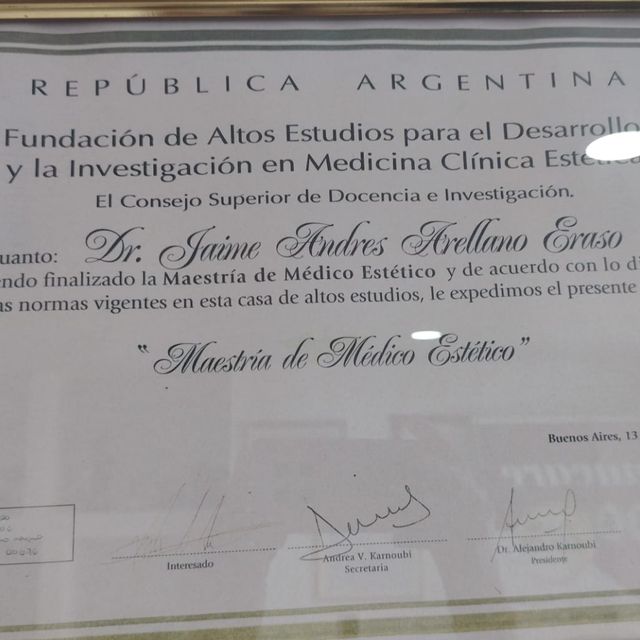 REPÚBLICA ARGENTINA
Fundación de Altos Estudios para el Desarrollo
y la Investigación en Medicina Clínica Estética
El Consejo Superior de Docencia e Investigación.
uanto: Dr. Jaime Andres Arellano Eraso
endo finalizado la Maestría de Médico Estético y de acuerdo con lo di
as normas vigentes en esta casa de altos estudios, le expedimos el presente
" Maestría de Médico Estético"
Buenos Aires, 13
Interesado
Andrea V. Karnoubi
Secretaria
Dr. Alejandro Karnoubi
Presidente